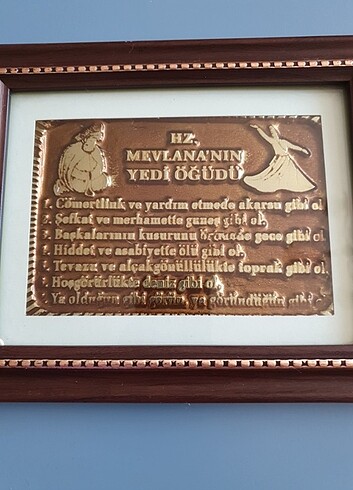 HZ.
MEVLANA'NIN
YEDİ ÖĞÜDÜ
1. Cömertlik ve yardım etmede akarsu gibi ol.
2. Şefkat ve merhamette güneş gibi ol.
3. Başkalarının kusurunu örtmede gece gibi ol.
4. Hiddet ve asabiyette ölü gibi ol.
5. Tevazu ve alçakgönüllülükte toprak gibi ol.
6. Hoşgörürlükte deniz gibi ol.
7. Ya olduğun gibi görün, ya göründüğün gibi ol.